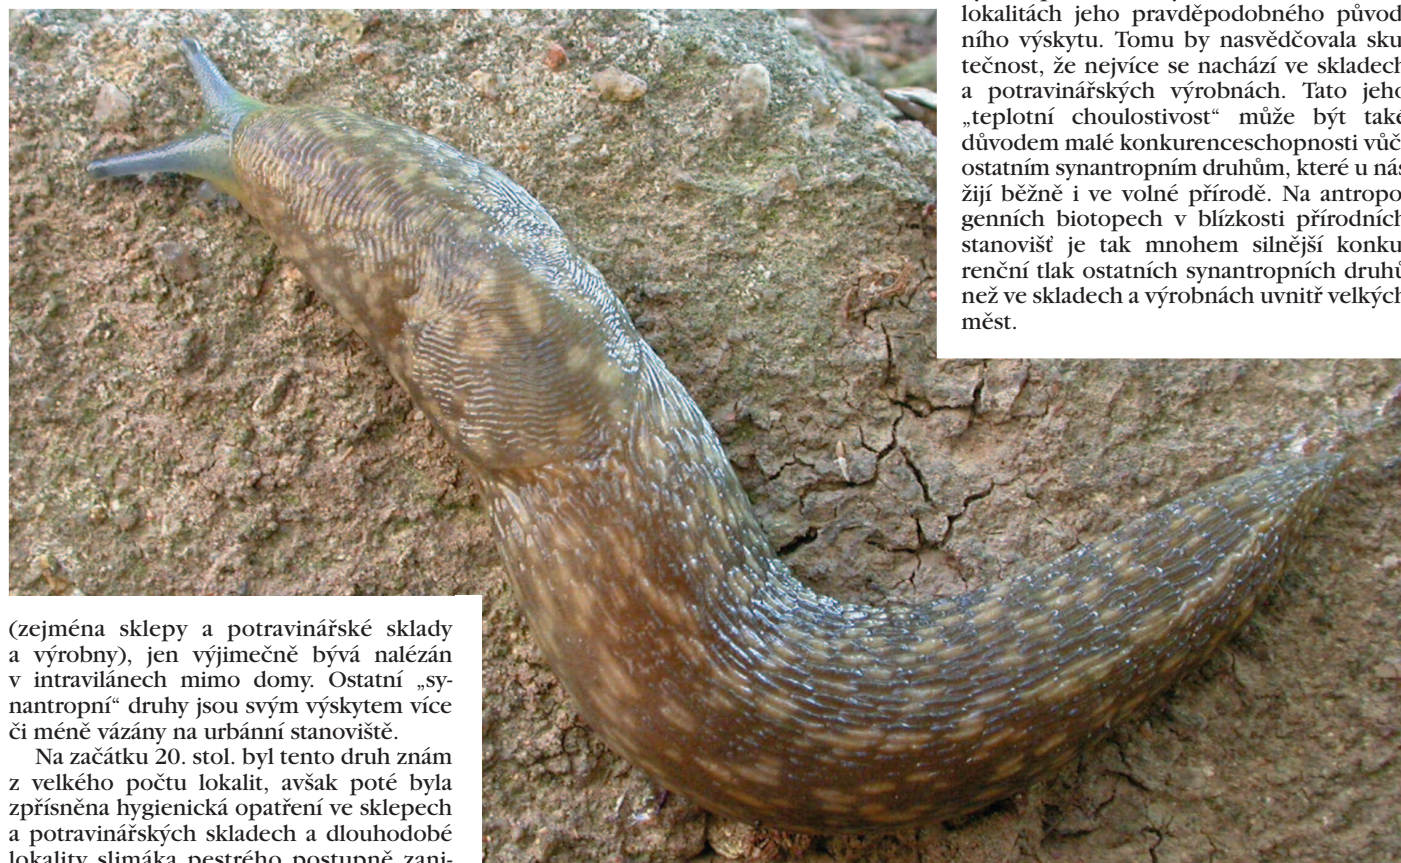 (zejména sklepy a potravinářské sklady
a výrobny), jen výjimečně bývá nalézán
v intravilánech mimo domy. Ostatní „sy-
nantropní“ druhy jsou svým výskytem více
či méně vázány na urbánní stanoviště.
Na začátku 20. stol. byl tento druh znám
z velkého počtu lokalit, avšak poté byla
zpřísněna hygienická opatření ve sklepech
a potravinářských skladech a dlouhodobé
lokality slimáka pestrého postupně zani-
lokalitách jeho pravděpodobného původ
ního výskytu. Tomu by nasvědčovala sku
tečnost, že nejvíce se nachází ve skladech
a potravinářských výrobnách. Tato jeho
„teplotní choulostivost“ může být také
důvodem malé konkurenceschopnosti vůč
ostatním synantropním druhům, které u nás
žijí běžně i ve volné přírodě. Na antropo
genních biotopech v blízkosti přírodních
stanovišť je tak mnohem silnější konku
renční tlak ostatních synantropních druhů
než ve skladech a výrobnách uvnitř velkých
měst.